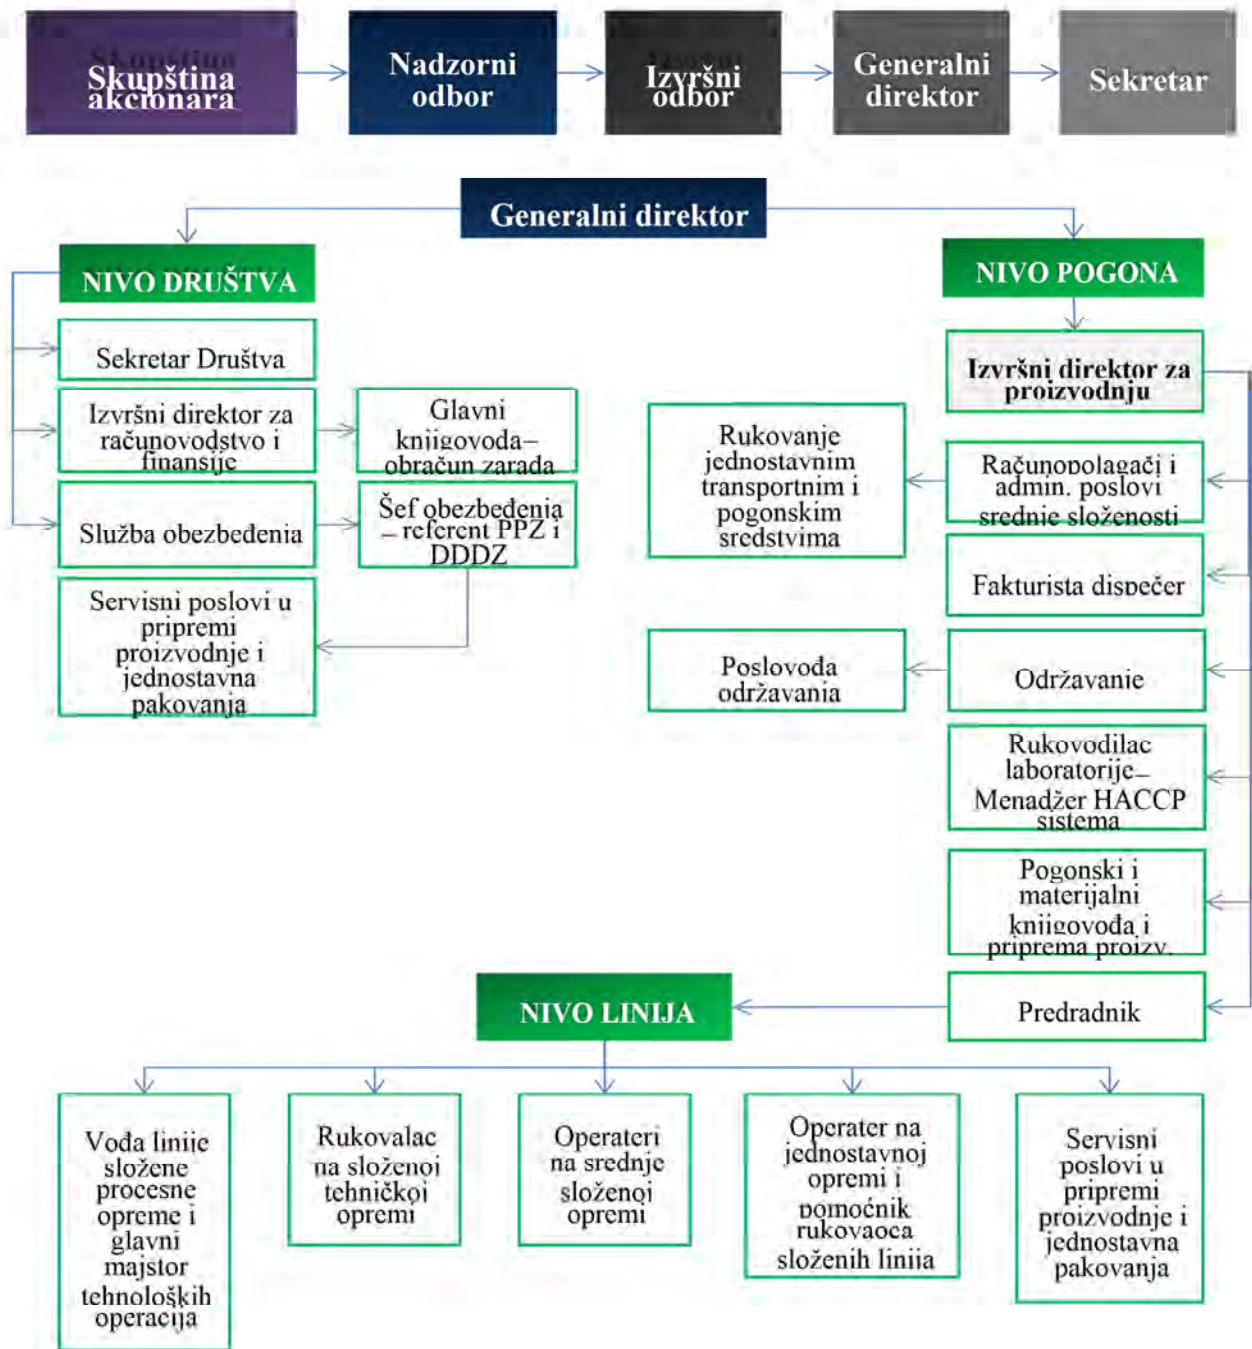 Skupština
akcionara
Nadzorni
odbor
Izvršni
odbor
Generalni
direktor
Sekretar
Generalni direktor
NIVO DRUŠTVA
NIVO POGONA
Sekretar Društva
Izvršni direktor za
računovodstvo i
finansije
Glavni
knjigovođa–
obračun zarada
Služba obezbeđenia
Šef obezbeđenja
– referent PPZ i
DDDZ
Servisni poslovi u
pripremi
proizvodnje i
jednostavna
pakovanja
Izvršni direktor za
proizvodnju
Rukovanje
jednostavnim
transportnim i
pogonskim
sredstvima
Računopolagači i
admin. poslovi
srednje složenosti
Fakturista dispečer
Poslovođa
održavanja
Održavanje
Rukovodilac
laboratorije–
Menadžer HACCP
sistema
Pogonski i
materijalni
knjigovođa i
priprema proizv.
NIVO LINIJA
Predradnik
Vođa linije
složene
procesne
opreme i
glavni
majstor
tehnoloških
operacija
Rukovalac
na složenoj
tehničkoj
opremi
Operateri
na srednje
složenoj
opremi
Operater na
jednostavnoj
opremi i
pomoćnik
rukovaoca
složenih linija
Servisni
poslovi u
pripremi
proizvodnje i
jednostavna
pakovanja